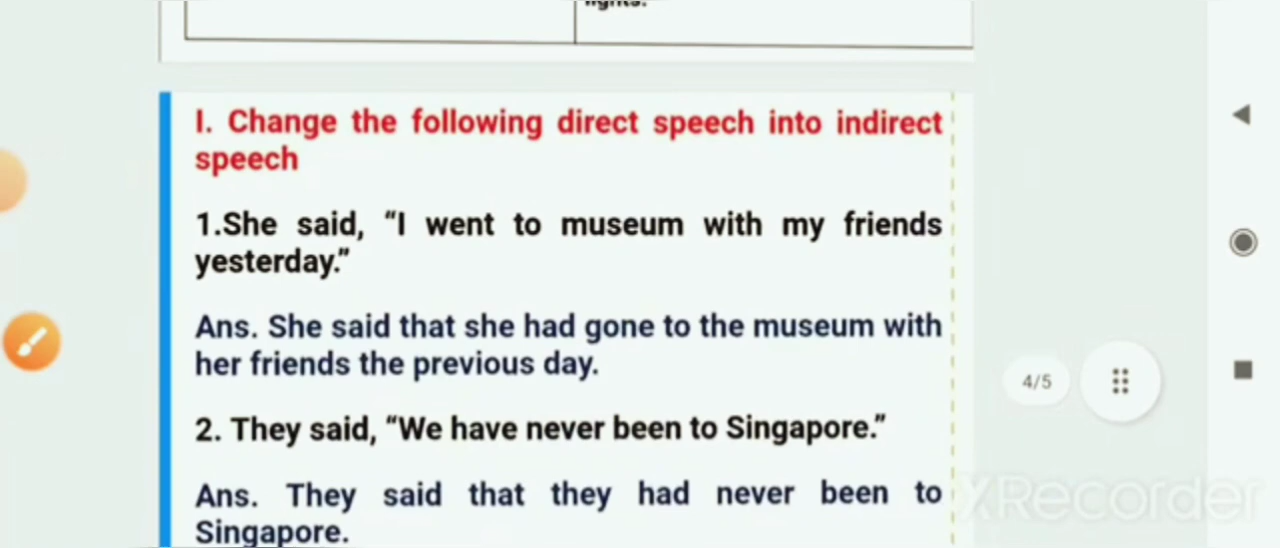 lights.
I. Change the following direct speech into indirect
speech
1.She said, “I went to museum with my friends
yesterday.”
Ans. She said that she had gone to the museum with
her friends the previous day.
2. They said, “We have never been to Singapore.”
4/5
Ans. They said that they had never been to
Singapore.
XRecorder